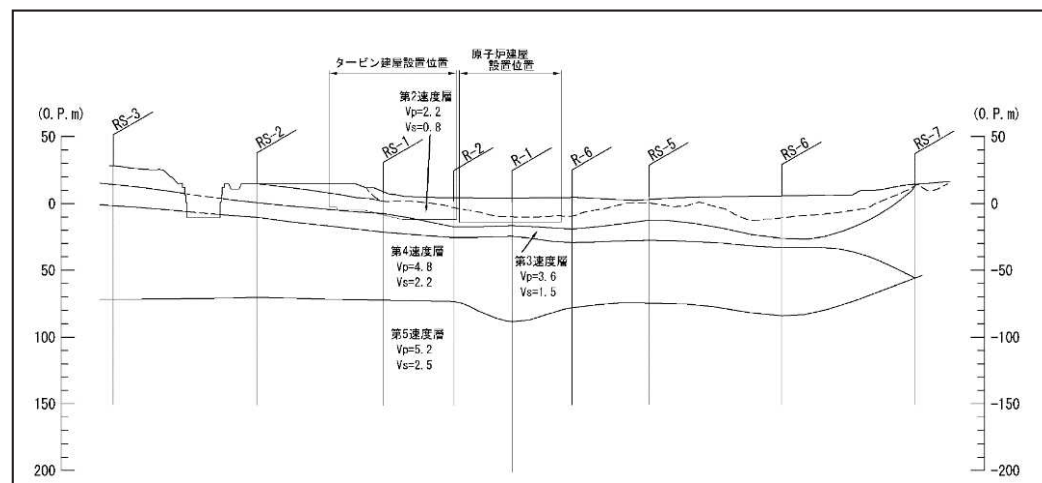 原子炉建屋
設置位置
タービン建屋設置位置
第2速度層
Vp=2.2
Vs=0.8
(O.P.m)
(O.P.m)
RS-3
RS-2
RS-1
R-2
R-1
R-6
RS-5
RS-6
RS-7
50
0
50
100
150
200
50
0
-50
-100
-150
-200
第4速度層
Vp=4.8
Vs=2.2
第3速度層
Vp=3.6
Vs=1.5
第5速度層
Vp=5.2
Vs=2.5